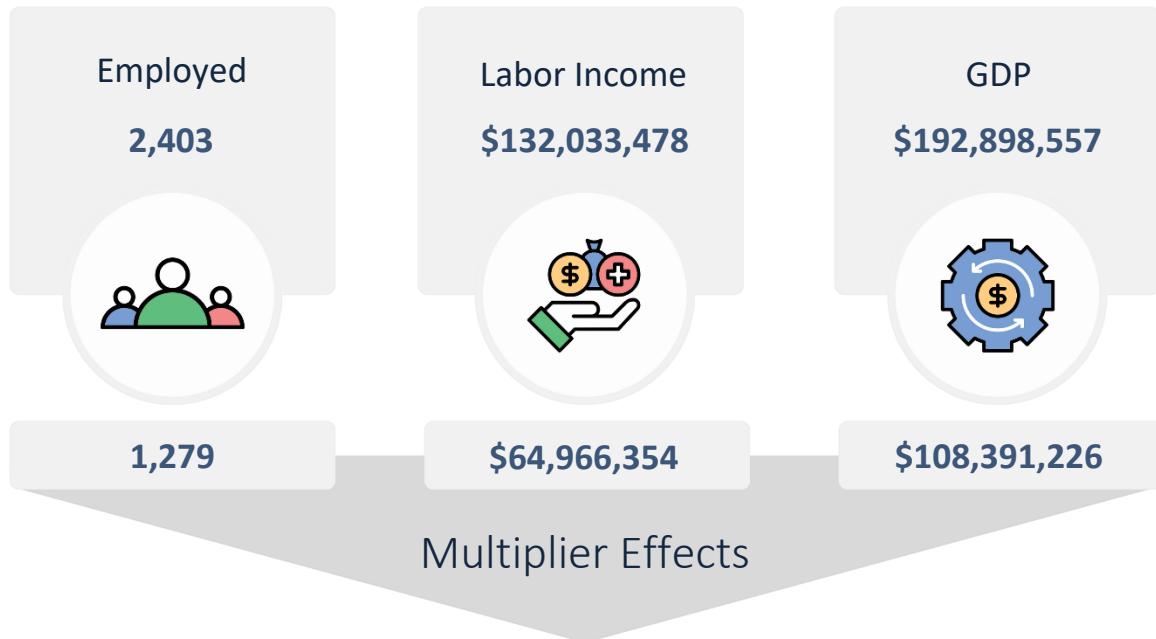 Employed
2,403
Labor Income
$132,033,478
GDP
$192,898,557
$
$
1,279
$64,966,354
$108,391,226
Multiplier Effects